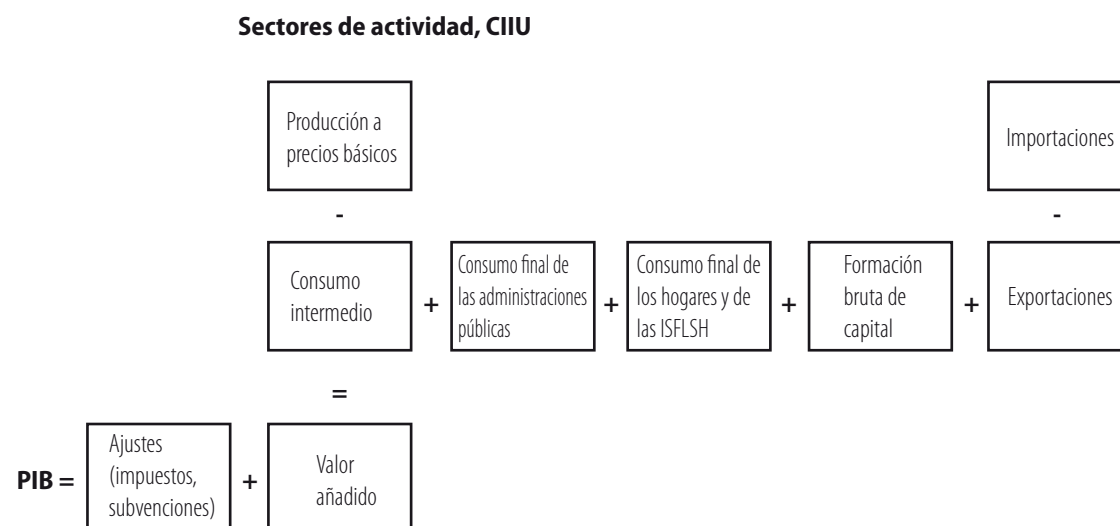 Sectores de actividad, CIIU
Producción a
precios básicos
Importaciones
-
-
Consumo
intermedio
+
Consumo final de
las administraciones
públicas
+
Consumo final de
los hogares y de
las ISFLSH
+
Formación
bruta de
capital
+
Exportaciones
=
PIB =
Ajustes
(impuestos,
subvenciones)
+
Valor
añadido